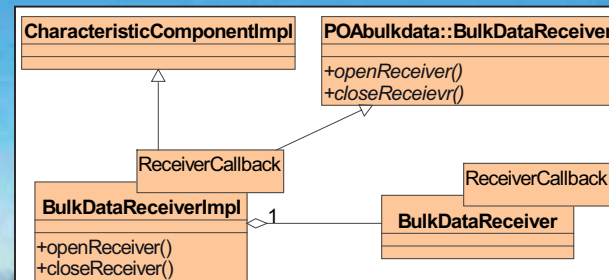 CharacteristicComponentImpl
POAbulkdata::BulkDataReceiver
+openReceiver()
+closeReceievr()
ReceiverCallback
BulkDataReceiverImpl
+openReceiver()
+closeReceiver()
1
ReceiverCallback
BulkDataReceiver